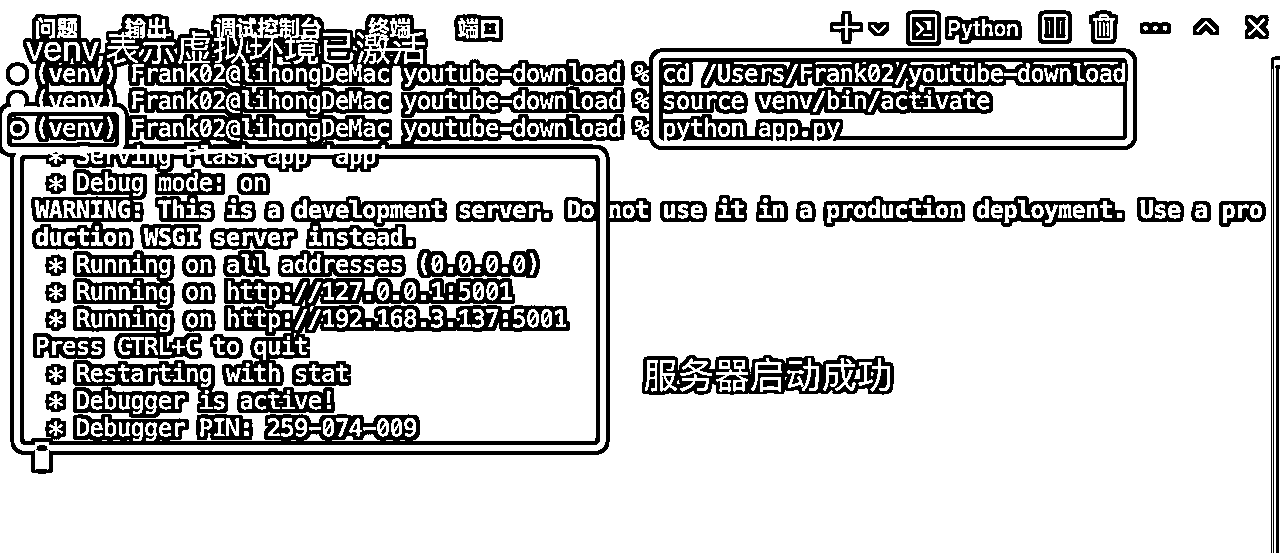 问题 输出 调试控制台 终端 端口 Python
venv,表示虚拟环境已激活
(venv) Frank02@lihongDeMac youtube-download % cd /Users/Frank02/youtube-download
(venv) Frank02@lihongDeMac youtube-download % source venv/bin/activate
(venv) Frank02@lihongDeMac youtube-download % python app.py
* Serving Flask app 'app'
* Debug mode: on
WARNING: This is a development server. Do not use it in a production deployment. Use a pro
duction WSGI server instead.
* Running on all addresses (0.0.0.0)
* Running on http://127.0.0.1:5001
* Running on http://192.168.3.137:5001
Press CTRL+C to quit
服务器启动成功
* Restarting with stat
* Debugger is active!
* Debugger PIN: 259-074-009